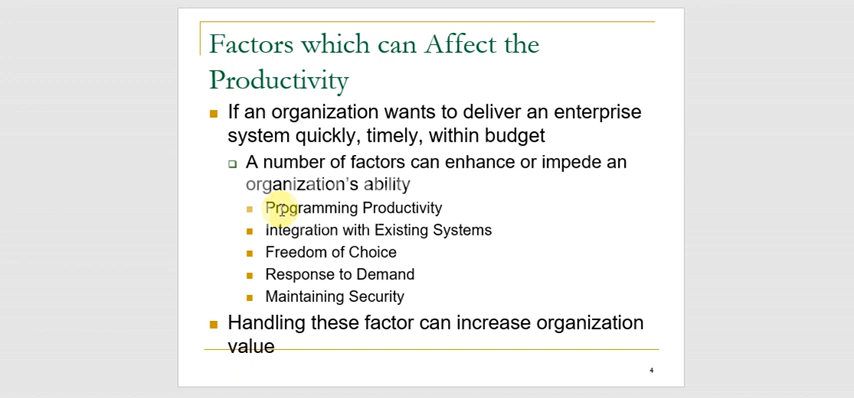 Factors which can Affect the
Productivity
If an organization wants to deliver an enterprise
system quickly, timely, within budget
A number of factors can enhance or impede an
organization's ability
Programming Productivity
Integration with Existing Systems
Freedom of Choice
Response to Demand
Maintaining Security
Handling these factor can increase organization
value
4